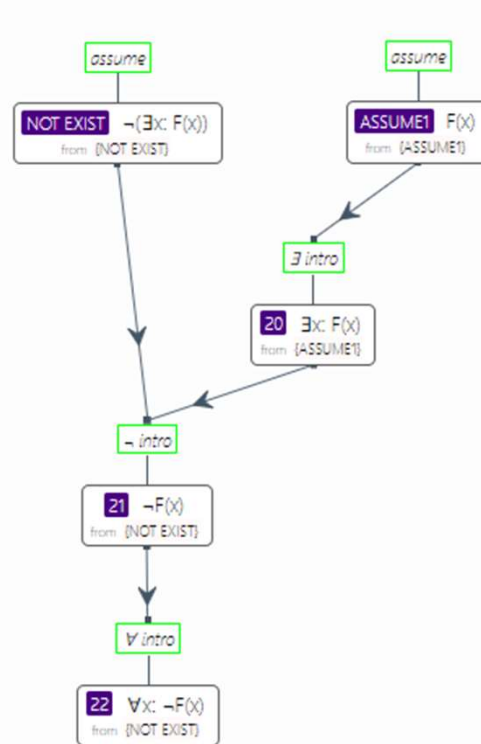 assume
assume
NOT EXIST ¬(∃x: F(x))
from {NOT EXIST}
ASSUME1 F(x)
from {ASSUME1}
∃ intro
20 ∃x: F(x)
from {ASSUME1}
¬ intro
21 ¬F(x)
from {NOT EXIST}
∀ intro
22 ∀x: ¬F(x)
from {NOT EXIST}